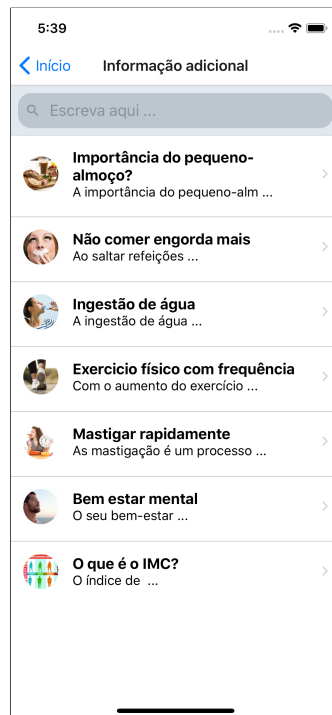 5:39
Início
Informação adicional
Escreva aqui ...
Importância do pequeno-
almoço?
A importância do pequeno-alm ...
Não comer engorda mais
Ao saltar refeições ...
Ingestão de água
A ingestão de água ...
Exercicio físico com frequência
Com o aumento do exercício ...
Mastigar rapidamente
As mastigação é um processo ...
Bem estar mental
O seu bem-estar ...
O que é o IMC?
O índice de  ...